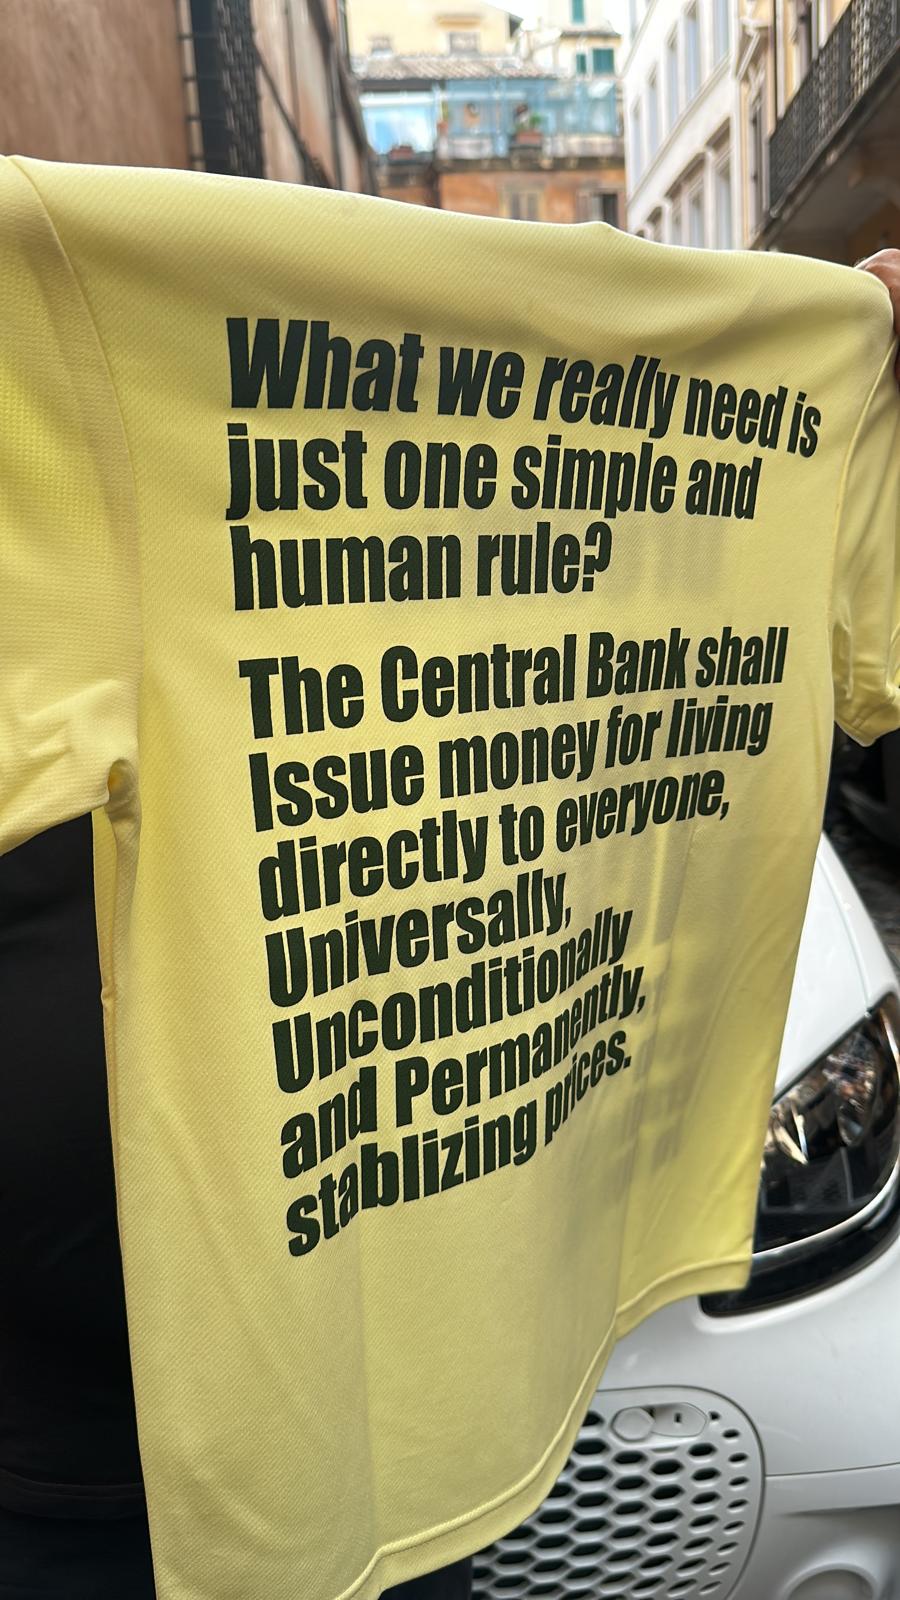 What we really need is
just one simple and
human rule?
The Central Bank shall
Issue money for living
directly to everyone,
Universally,
Unconditionally
and Permanently,
stablizing prices.